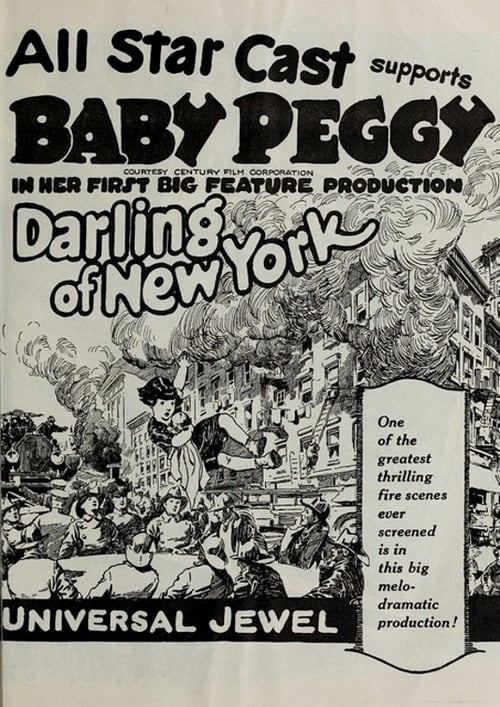 All Star Cast supports
BABY PEGGY
COURTESY CENTURY FILM CORPORATION
IN HER FIRST BIG FEATURE PRODUCTION
Darling
of New York
One
of the
greatest
thrilling
fire scenes
ever
screened
is in
this big
melo-
dramatic
production!
UNIVERSAL JEWEL